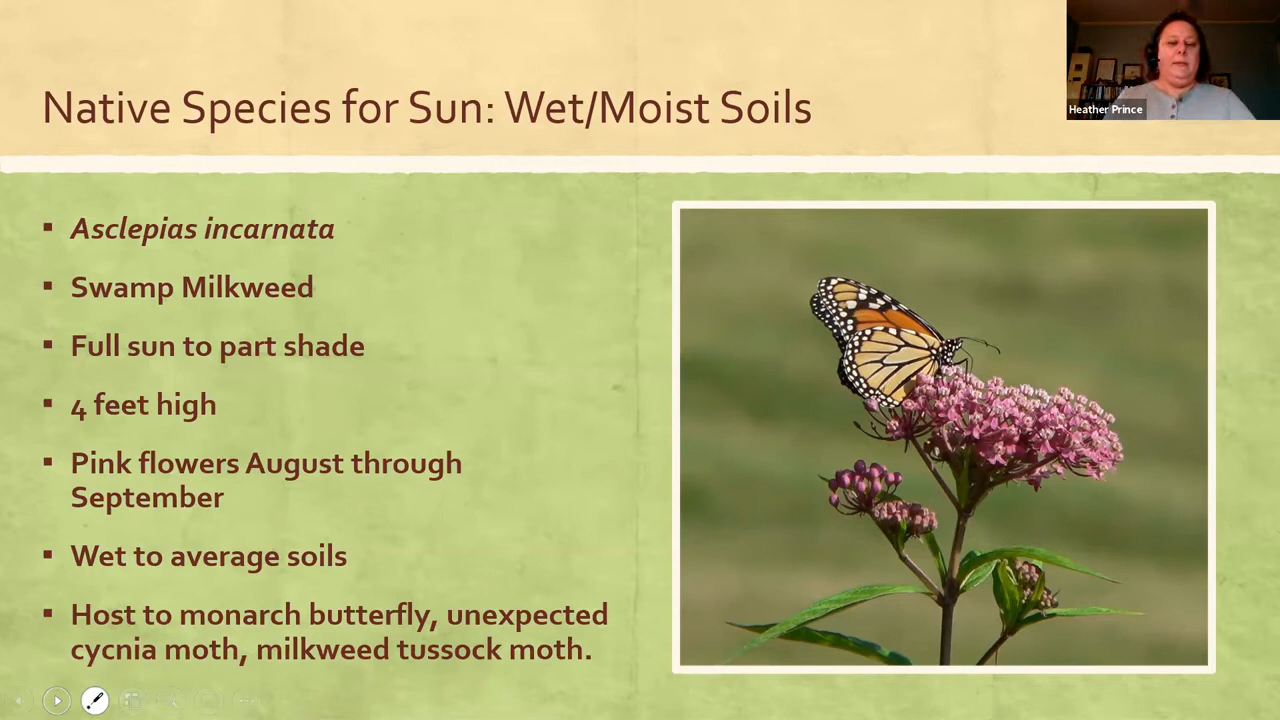 Native Species for Sun: Wet/Moist Soils
Heather Prince
▪ Asclepias incarnata
▪ Swamp Milkweed
▪ Full sun to part shade
▪ 4 feet high
▪ Pink flowers August through
September
▪ Wet to average soils
▪ Host to monarch butterfly, unexpected
cycnia moth, milkweed tussock moth.